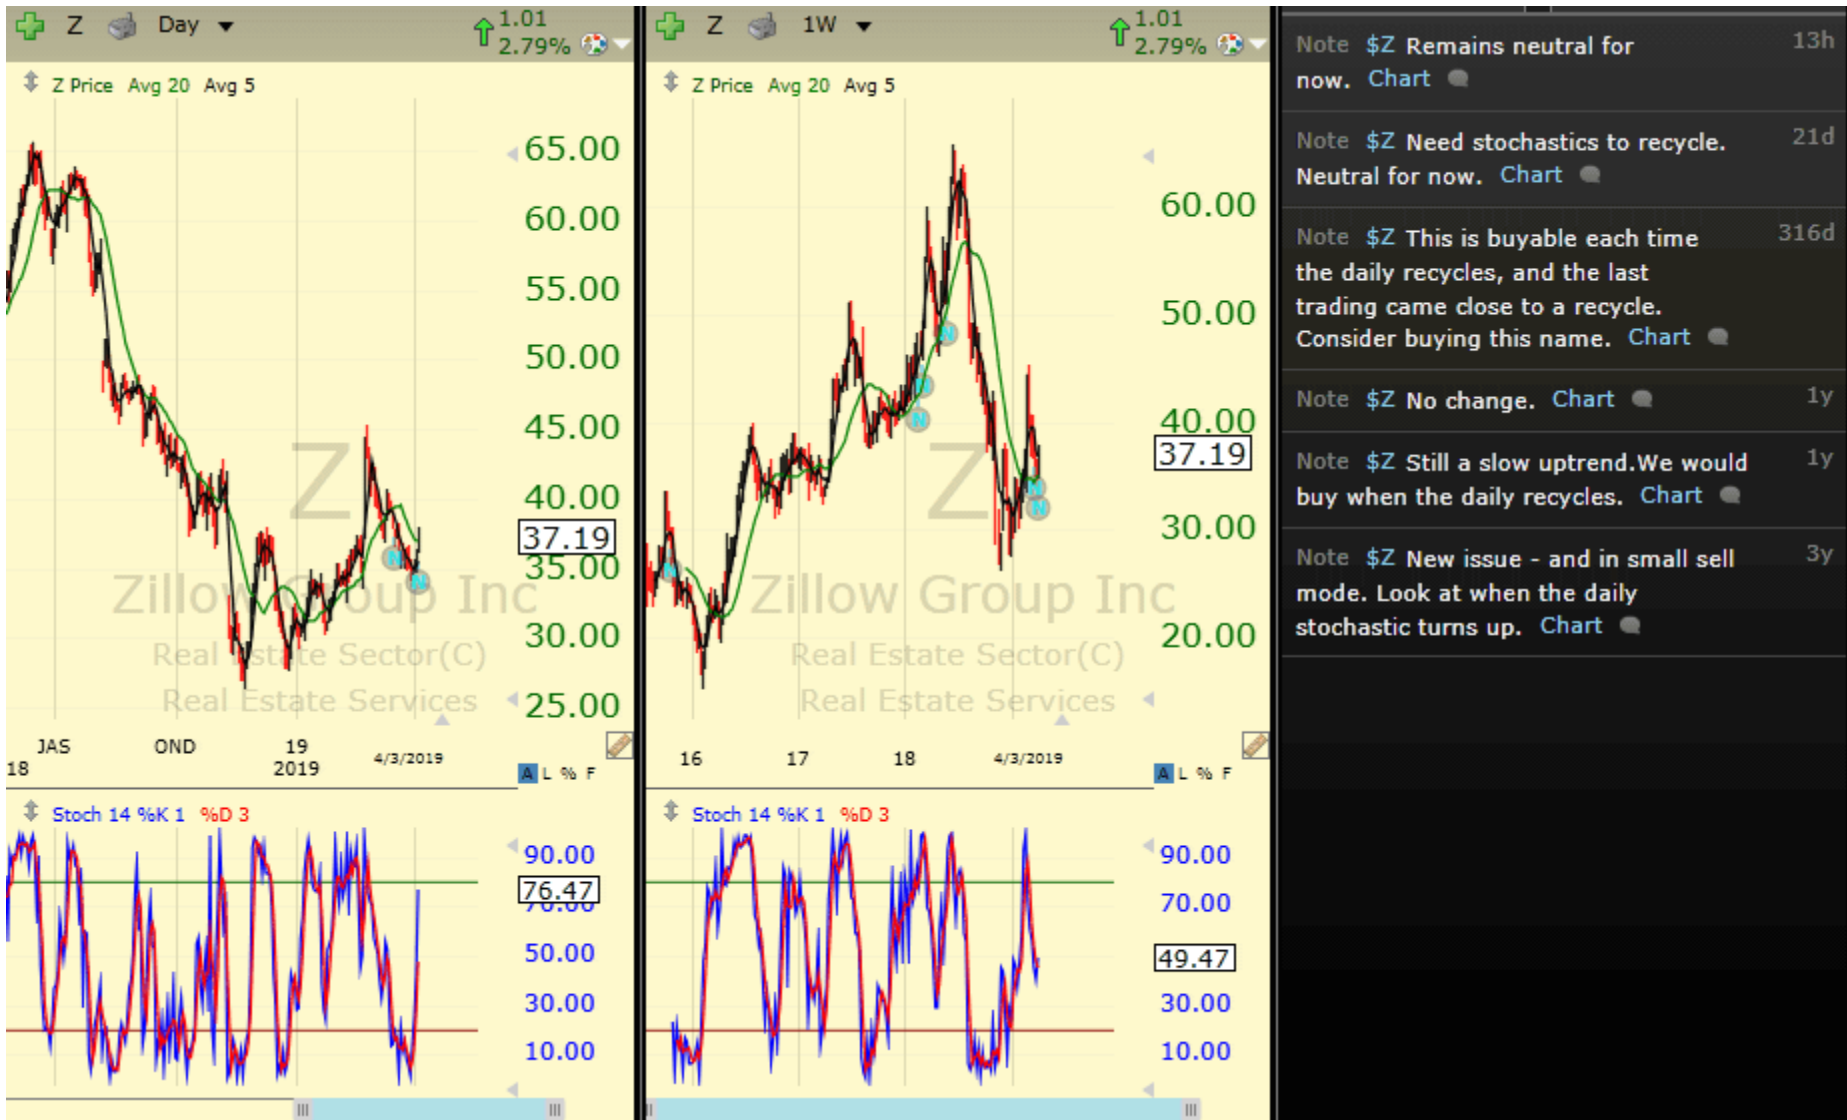 Z Day 1.01
2.79%
Z Price Avg 20 Avg 5
65.00
60.00
55.00
50.00
45.00
40.00
37.19
35.00
30.00
25.00
Z
Zillow Group Inc
Real Estate Sector(C)
Real Estate Services
N
N
JAS OND 19
18 2019 4/3/2019
A L % F
Stoch 14 %K 1 %D 3
90.00
76.47
70.00
50.00
30.00
10.00
Z 1W 1.01
2.79%
Z Price Avg 20 Avg 5
60.00
50.00
40.00
37.19
30.00
20.00
Z
Zillow Group Inc
Real Estate Sector(C)
Real Estate Services
N
N
N
N
N
N
16 17 18 4/3/2019
A L % F
Stoch 14 %K 1 %D 3
90.00
70.00
49.47
30.00
10.00
Note $Z Remains neutral for 13h
now. Chart
Note $Z Need stochastics to recycle. 21d
Neutral for now. Chart
Note $Z This is buyable each time 316d
the daily recycles, and the last
trading came close to a recycle.
Consider buying this name. Chart
Note $Z No change. Chart 1y
Note $Z Still a slow uptrend.We would 1y
buy when the daily recycles. Chart
Note $Z New issue - and in small sell 3y
mode. Look at when the daily
stochastic turns up. Chart